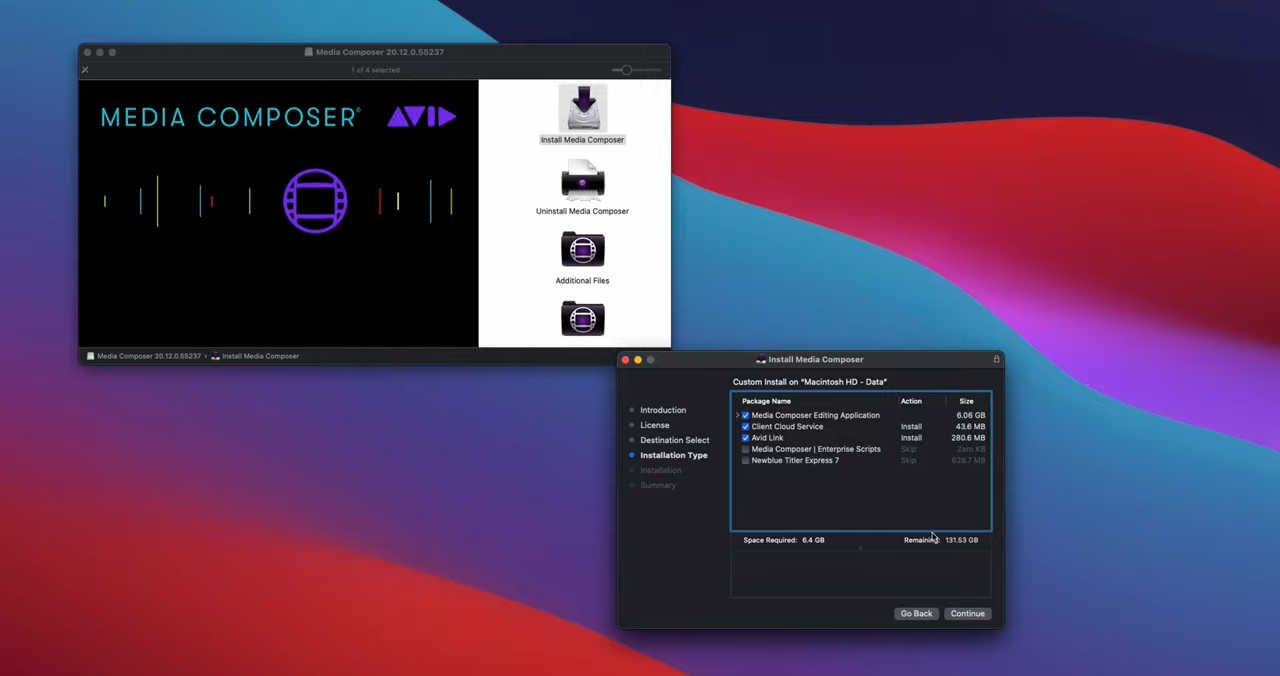 Media Composer 20.12.0.55237
1 of 4 selected
MEDIA COMPOSER® AVID
Install Media Composer
Uninstall Media Composer
Additional Files
Media Composer 20.12.0.55237 › Install Media Composer
Install Media Composer
Custom Install on "Macintosh HD - Data"
Introduction
License
Destination Select
Installation Type
Installation
Summary
Package Name Action Size
Media Composer Editing Application 6.06 GB
Client Cloud Service Install 43.6 MB
Avid Link Install 280.6 MB
Media Composer | Enterprise Scripts Skip Zero KB
Newblue Titler Express 7 Skip 628.7 MB
Space Required: 6.4 GB Remaining: 131.53 GB
Go Back Continue